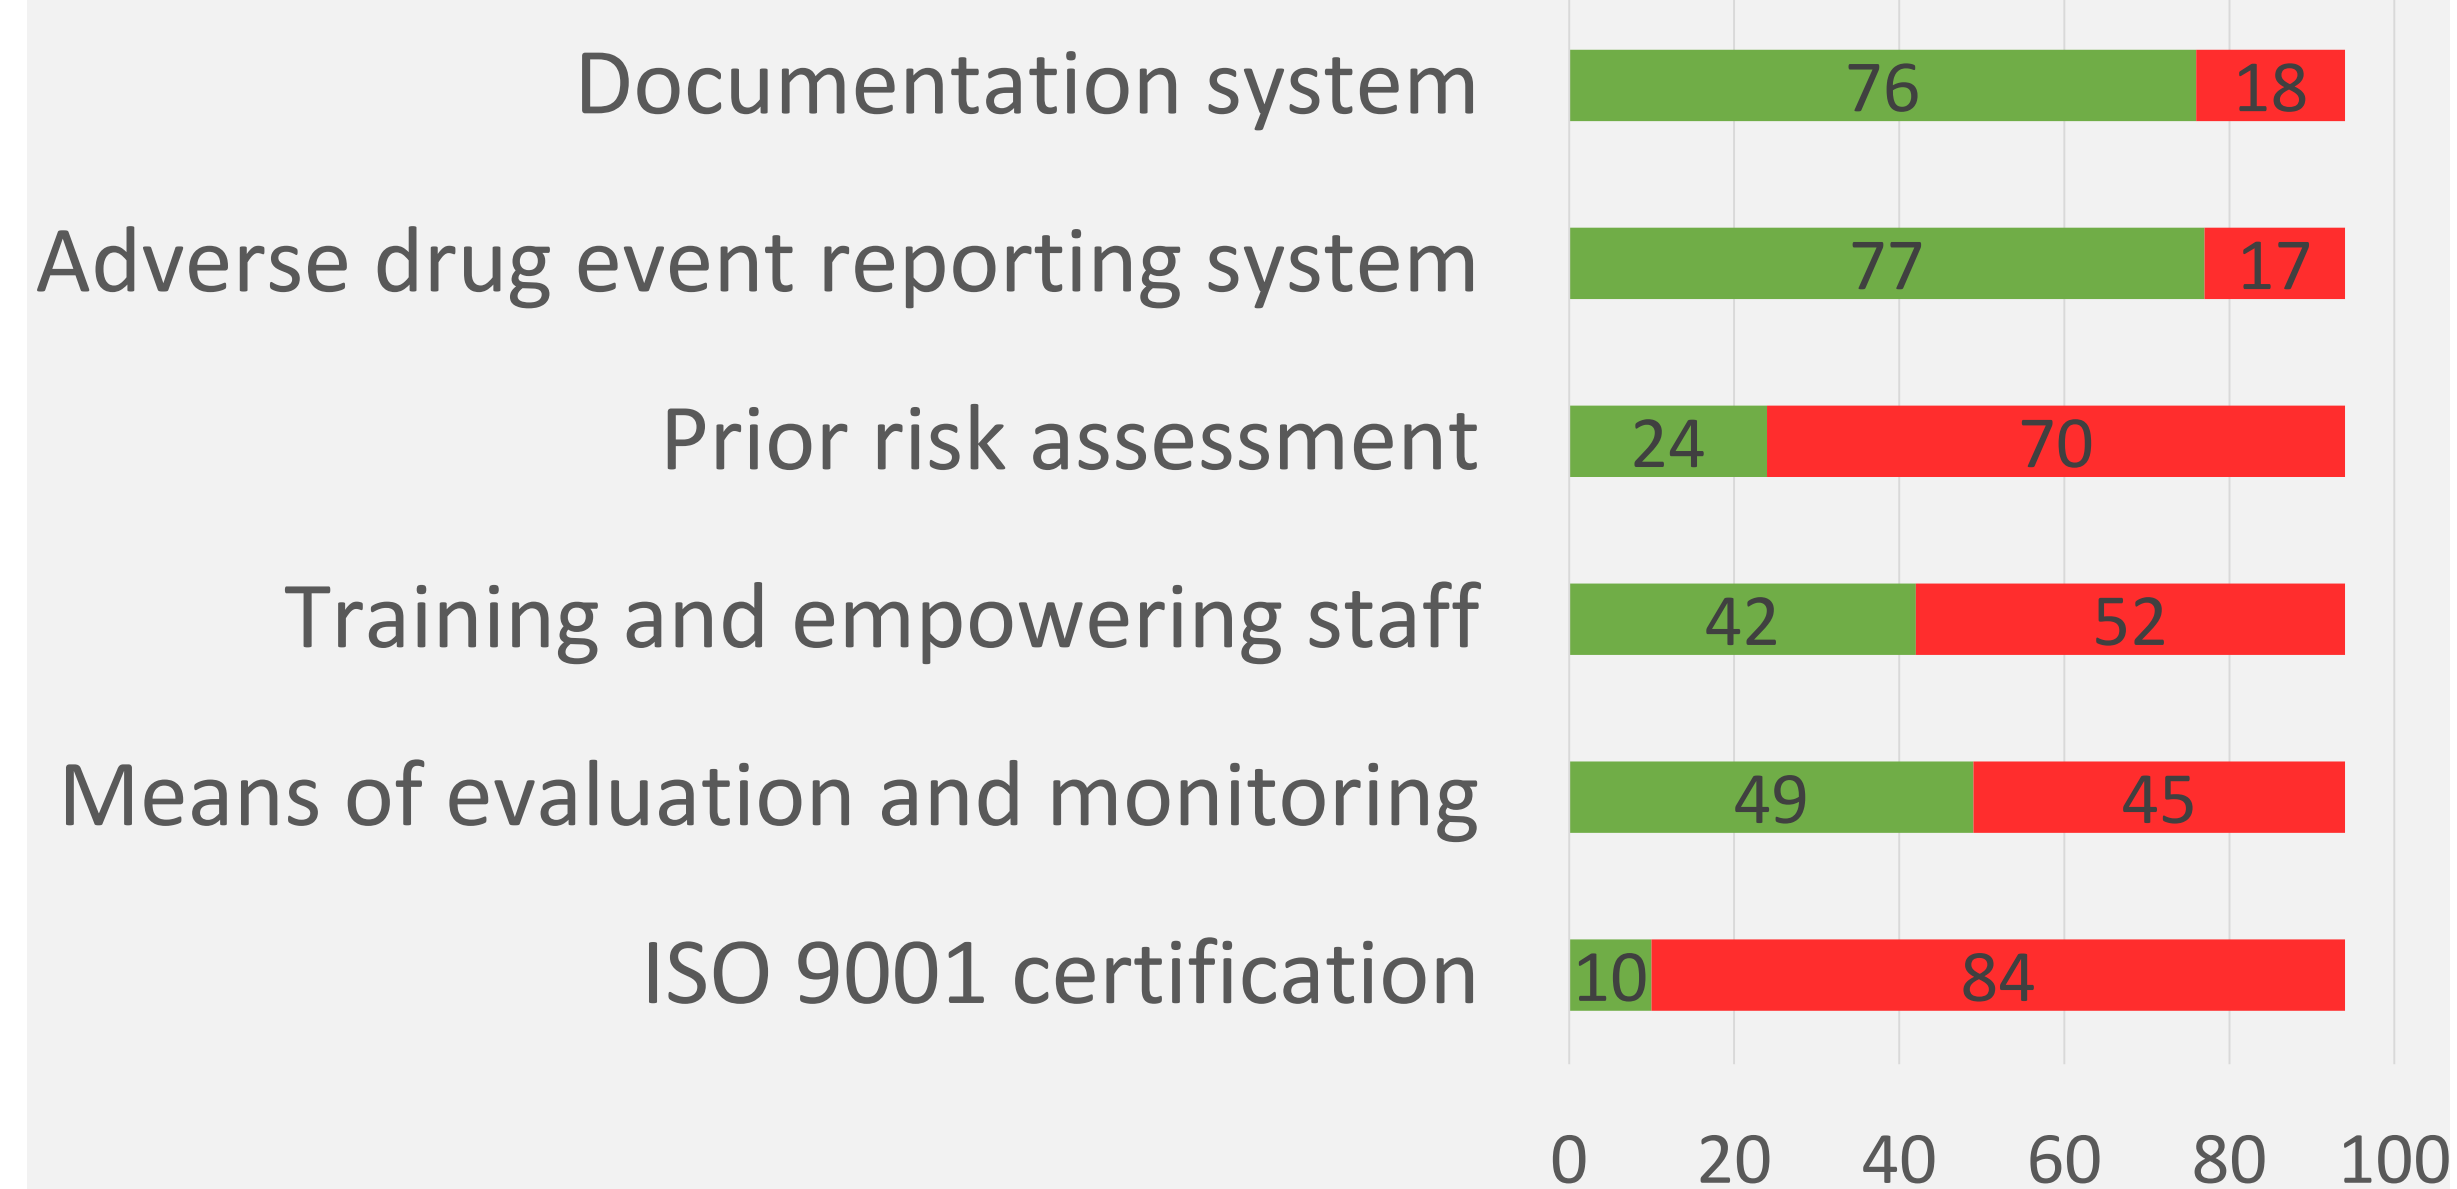 Documentation system 76 18
Adverse drug event reporting system 77 17
Prior risk assessment 24 70
Training and empowering staff 42 52
Means of evaluation and monitoring 49 45
ISO 9001 certification 10 84
0 20 40 60 80 100